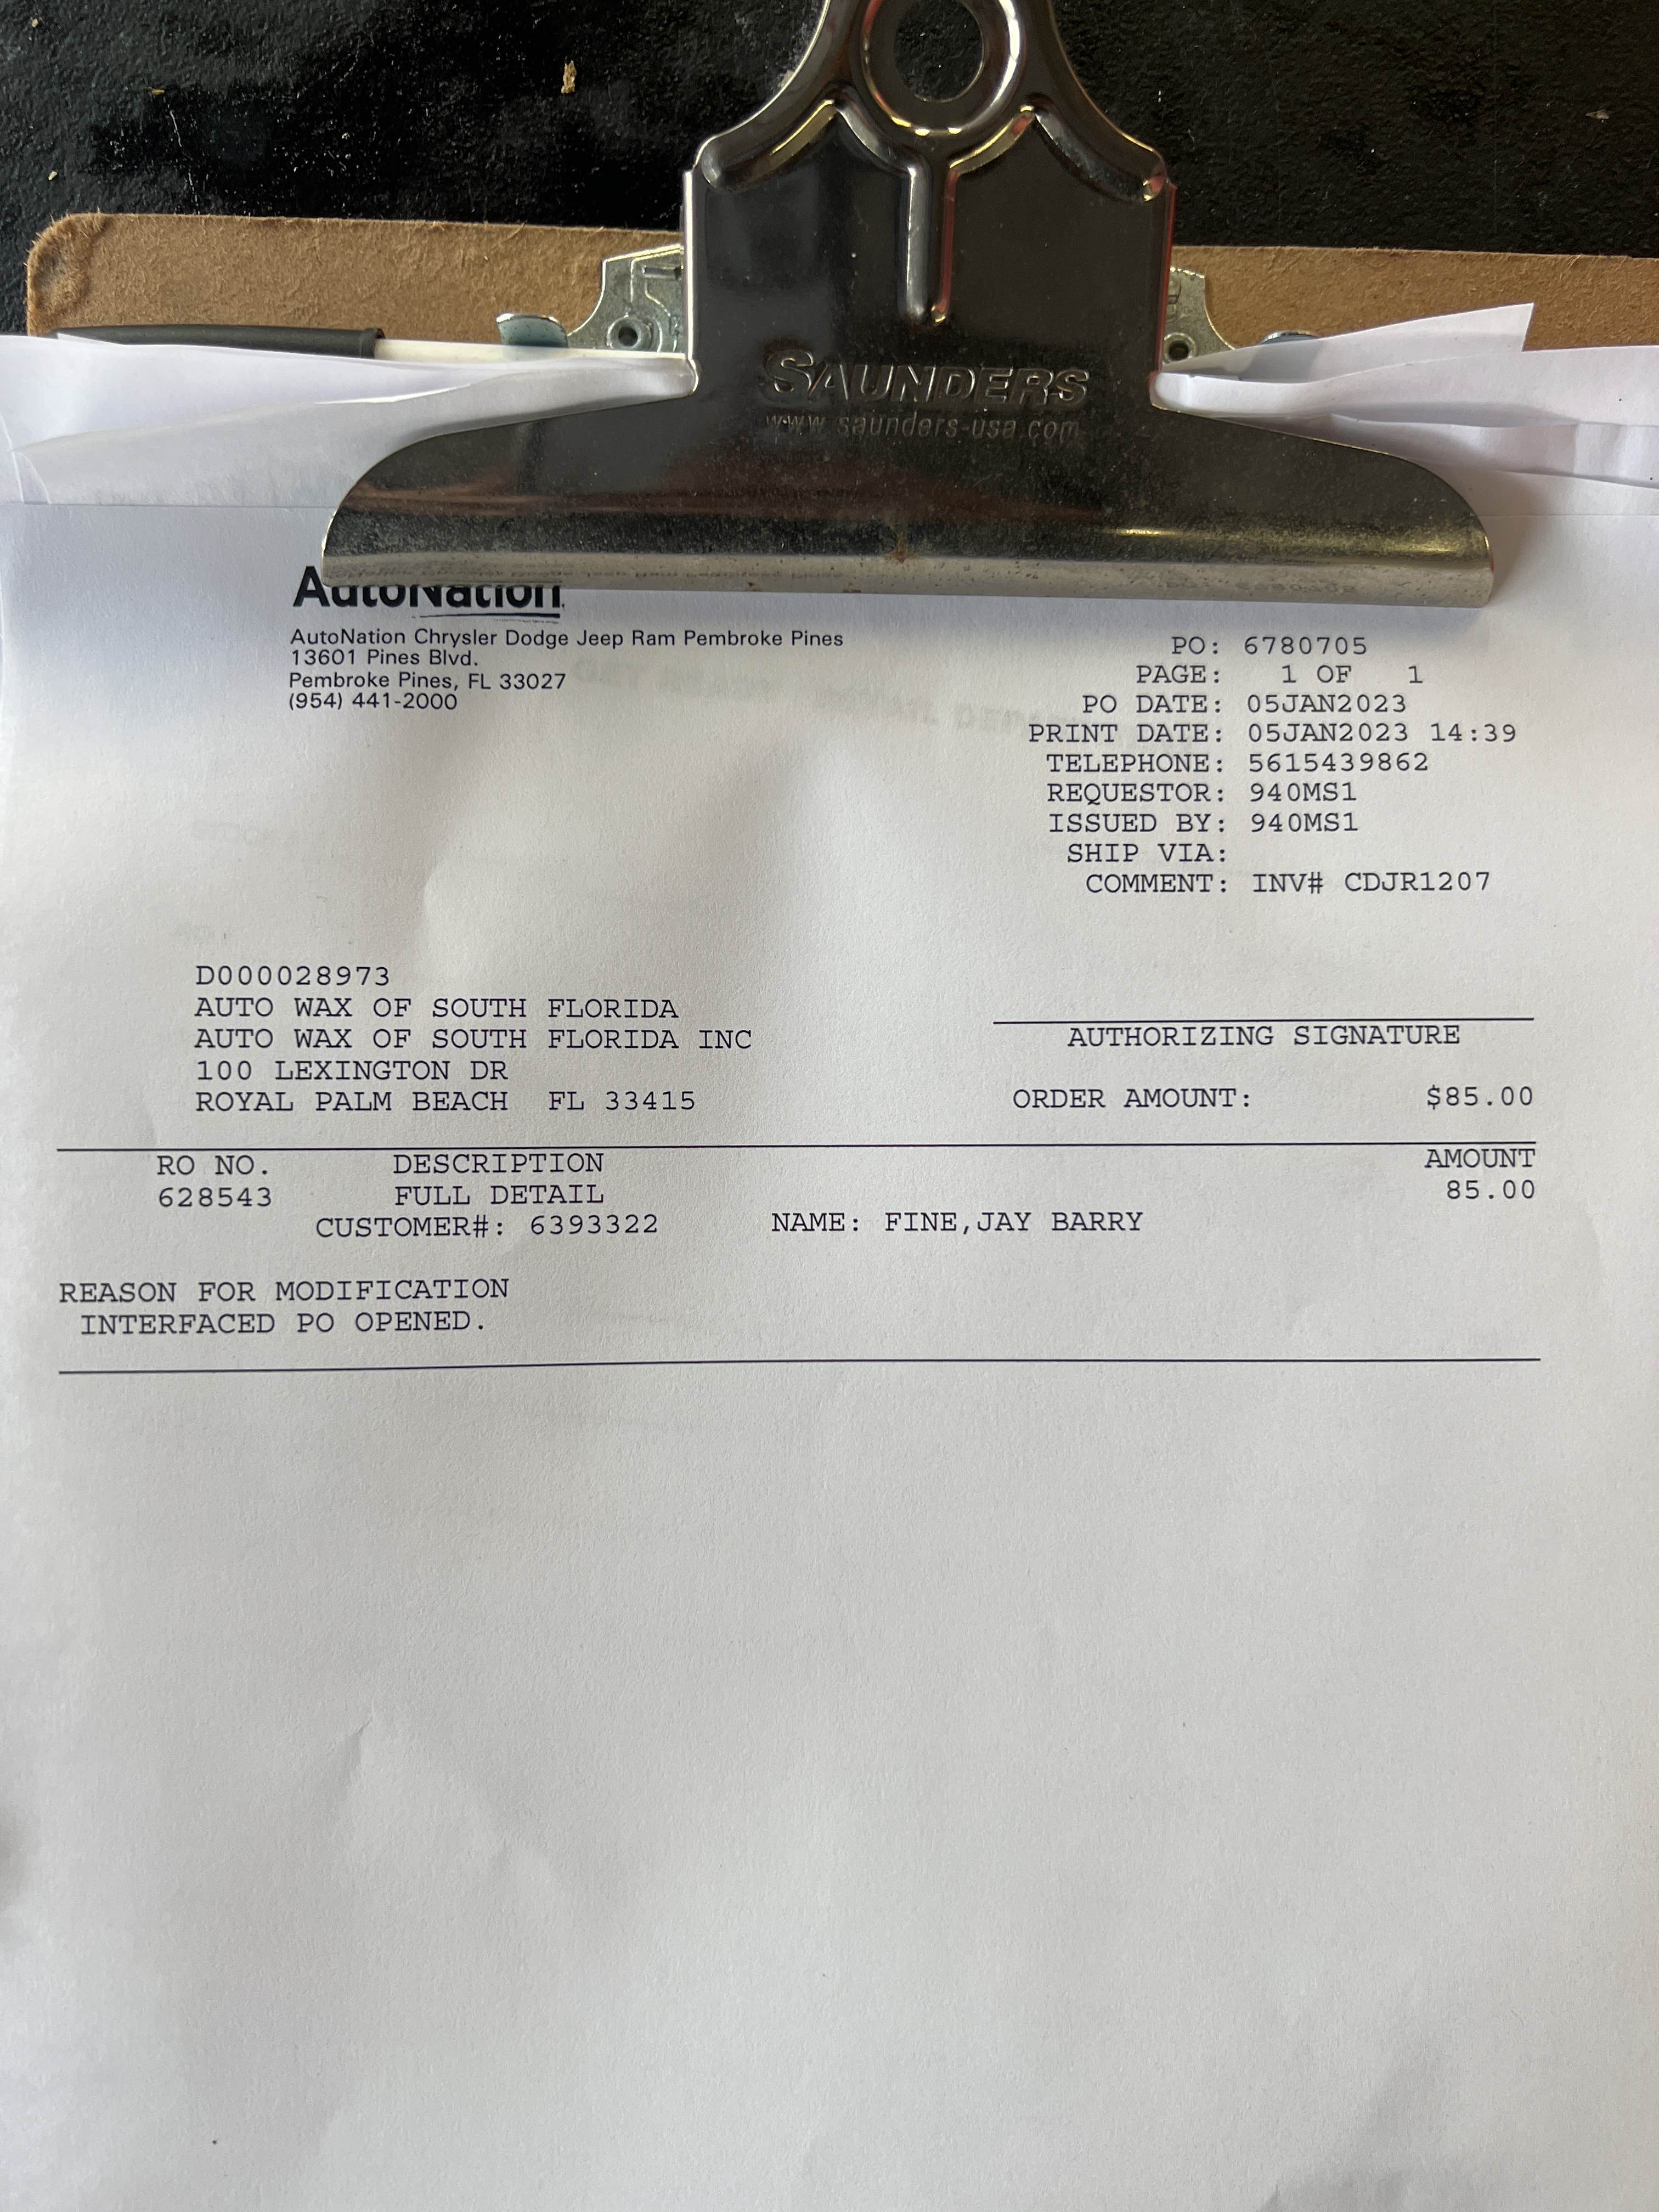 SAUNDERS
www.saunders-usa.com
AutoNation
AutoNation Chrysler Dodge Jeep Ram Pembroke Pines
13601 Pines Blvd.
Pembroke Pines, FL 33027
(954) 441-2000
PO: 6780705
PAGE: 1 OF 1
PO DATE: 05JAN2023
PRINT DATE: 05JAN2023 14:39
TELEPHONE: 5615439862
REQUESTOR: 940MS1
ISSUED BY: 940MS1
SHIP VIA:
COMMENT: INV# CDJR1207
D000028973
AUTO WAX OF SOUTH FLORIDA
AUTO WAX OF SOUTH FLORIDA INC
100 LEXINGTON DR
ROYAL PALM BEACH FL 33415
AUTHORIZING SIGNATURE
ORDER AMOUNT: $85.00
RO NO. DESCRIPTION AMOUNT
628543 FULL DETAIL 85.00
CUSTOMER#: 6393322 NAME: FINE,JAY BARRY
REASON FOR MODIFICATION
INTERFACED PO OPENED.